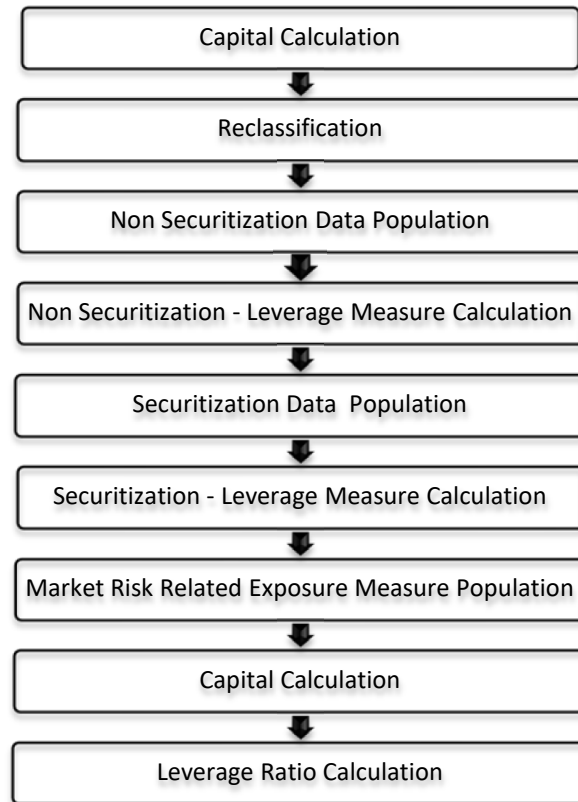 Capital Calculation
Reclassification
Non Securitization Data Population
Non Securitization - Leverage Measure Calculation
Securitization Data Population
Securitization - Leverage Measure Calculation
Market Risk Related Exposure Measure Population
Capital Calculation
Leverage Ratio Calculation